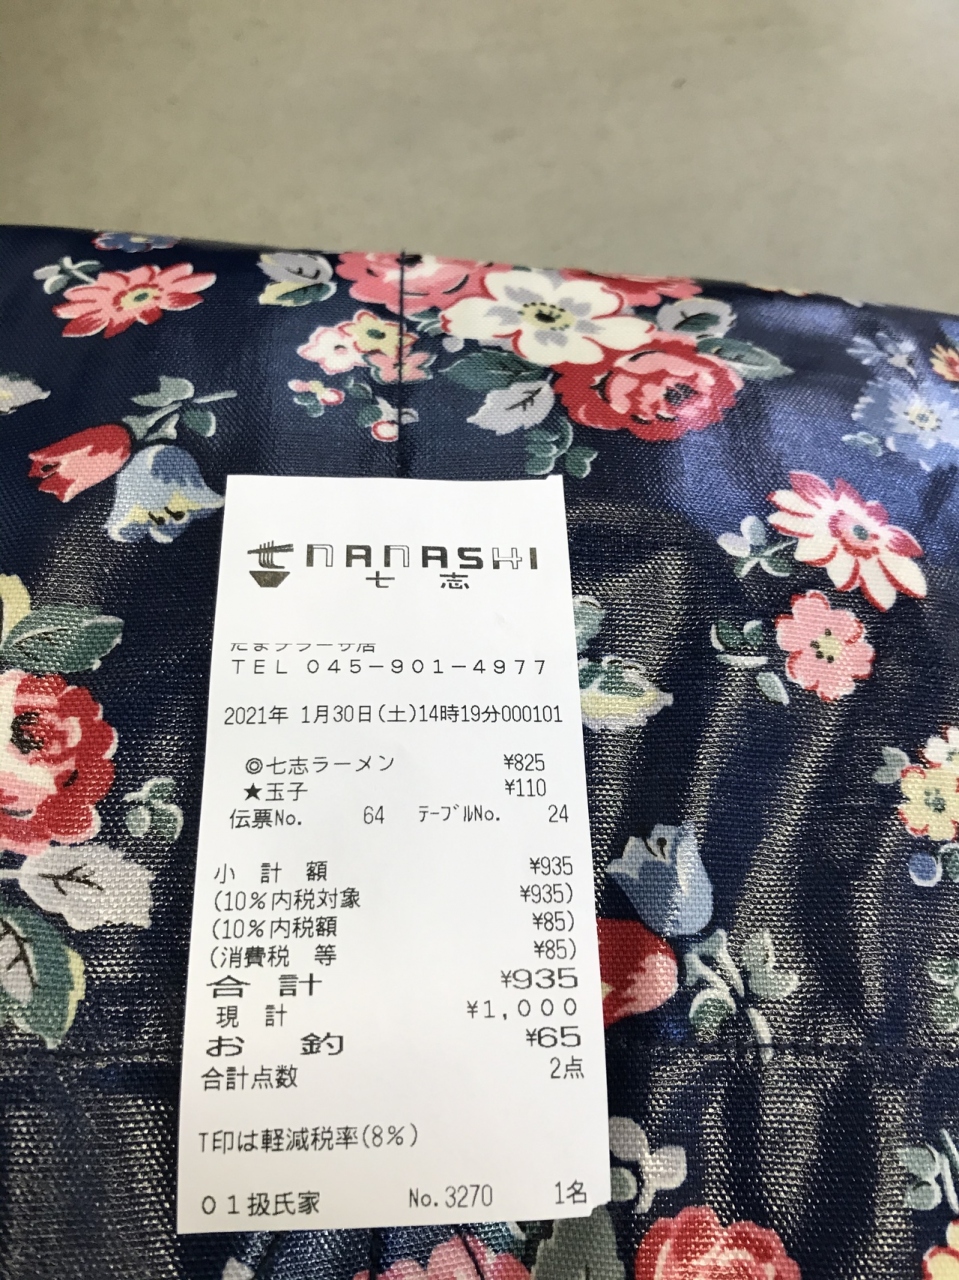 NANASHI
七志
たまプラーザ店
TEL 045-901-4977
2021年 1月30日(土)14時19分000101
◎七志ラーメン ¥825
★玉子 ¥110
伝票No. 64 ﾃｰﾌﾞﾙNo. 24
小計額 ¥935
(10%内税対象 ¥935)
(10%内税額 ¥85)
(消費税 等 ¥85)
合計 ¥935
現計 ¥1,000
お釣 ¥65
合計点数 2点
T印は軽減税率(8%)
01扱氏家 No.3270 1名